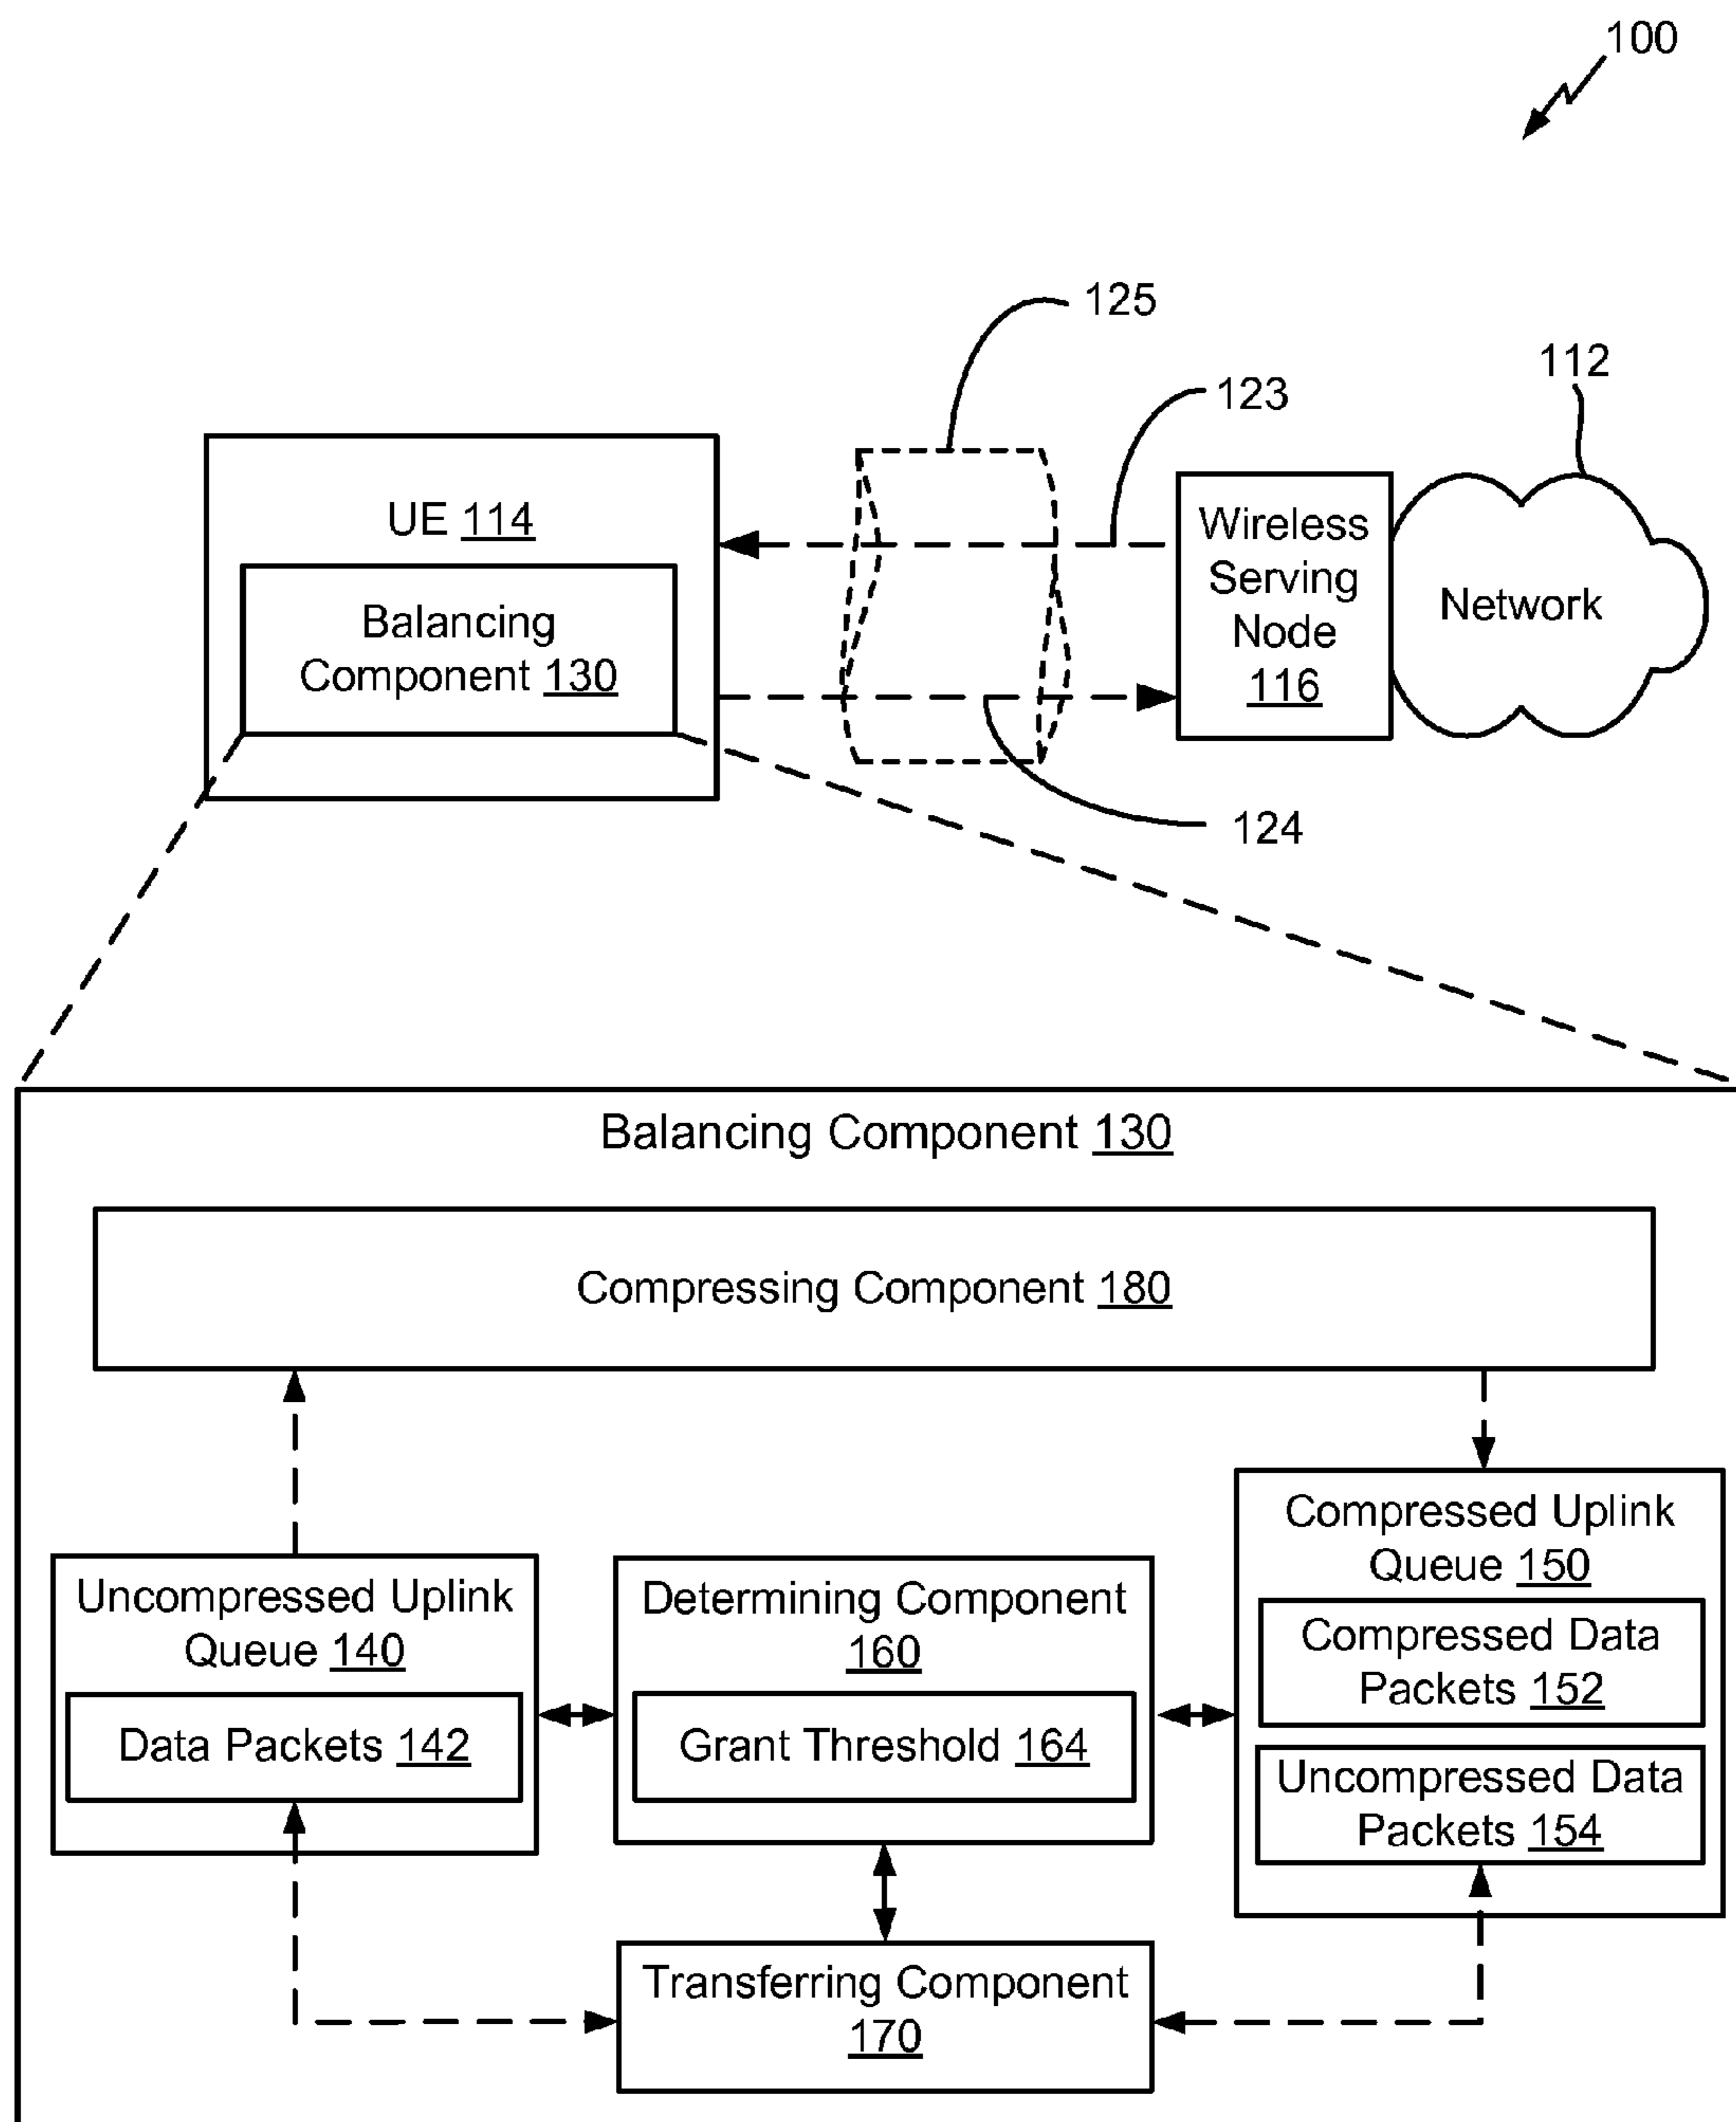 100
125
123
112
UE 114
Balancing
Component 130
Wireless
Serving
Node
116
Network
124
Balancing Component 130
Compressing Component 180
Uncompressed Uplink
Queue 140
Data Packets 142
Determining Component
160
Grant Threshold 164
Compressed Uplink
Queue 150
Compressed Data
Packets 152
Uncompressed Data
Packets 154
Transferring Component
170